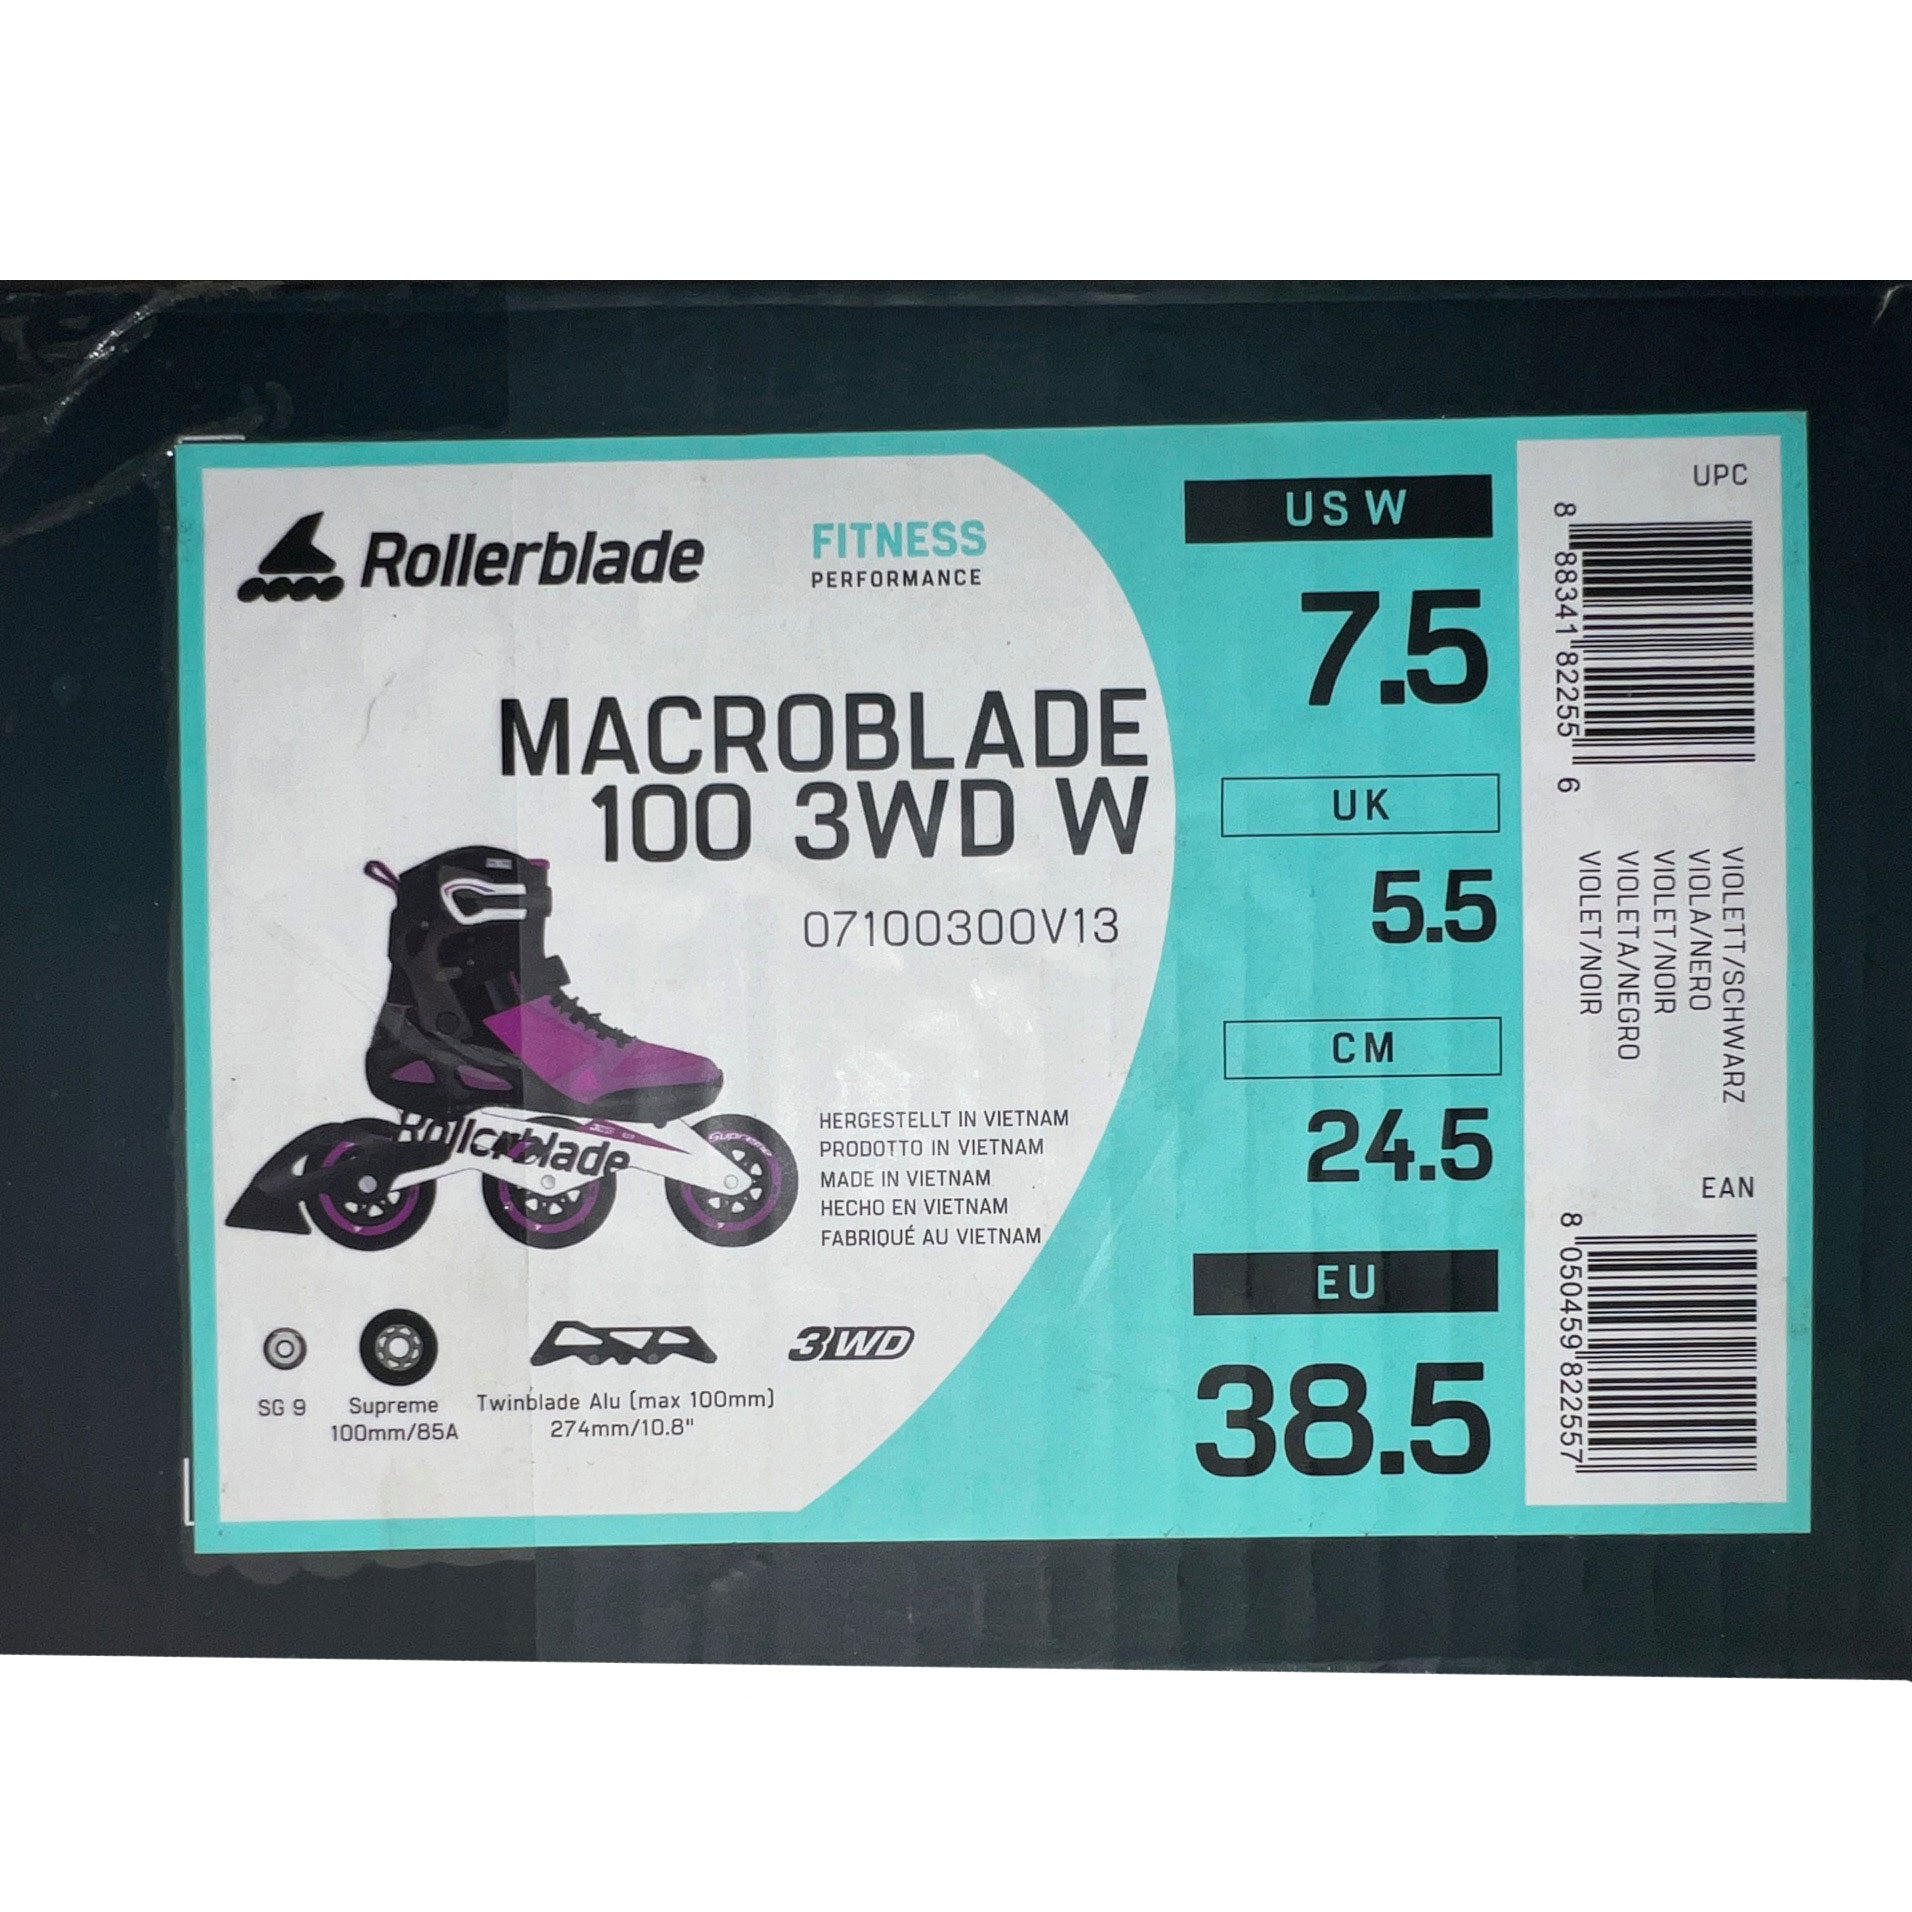 Rollerblade
FITNESS
PERFORMANCE
MACROBLADE
100 3WD W
07100300V13
Rollerblade
Supreme
HERGESTELLT IN VIETNAM
PRODOTTO IN VIETNAM
MADE IN VIETNAM
HECHO EN VIETNAM
FABRIQUÉ AU VIETNAM
SG 9
Supreme
100mm/85A
Twinblade Alu (max 100mm)
274mm/10.8"
3WD
US W
7.5
UK
5.5
CM
24.5
EU
38.5
UPC
8 88341 82255 6
VIOLETT/SCHWARZ
VIOLA/NERO
VIOLET/NOIR
VIOLETA/NEGRO
VIOLET/NOIR
EAN
8 050459 822557